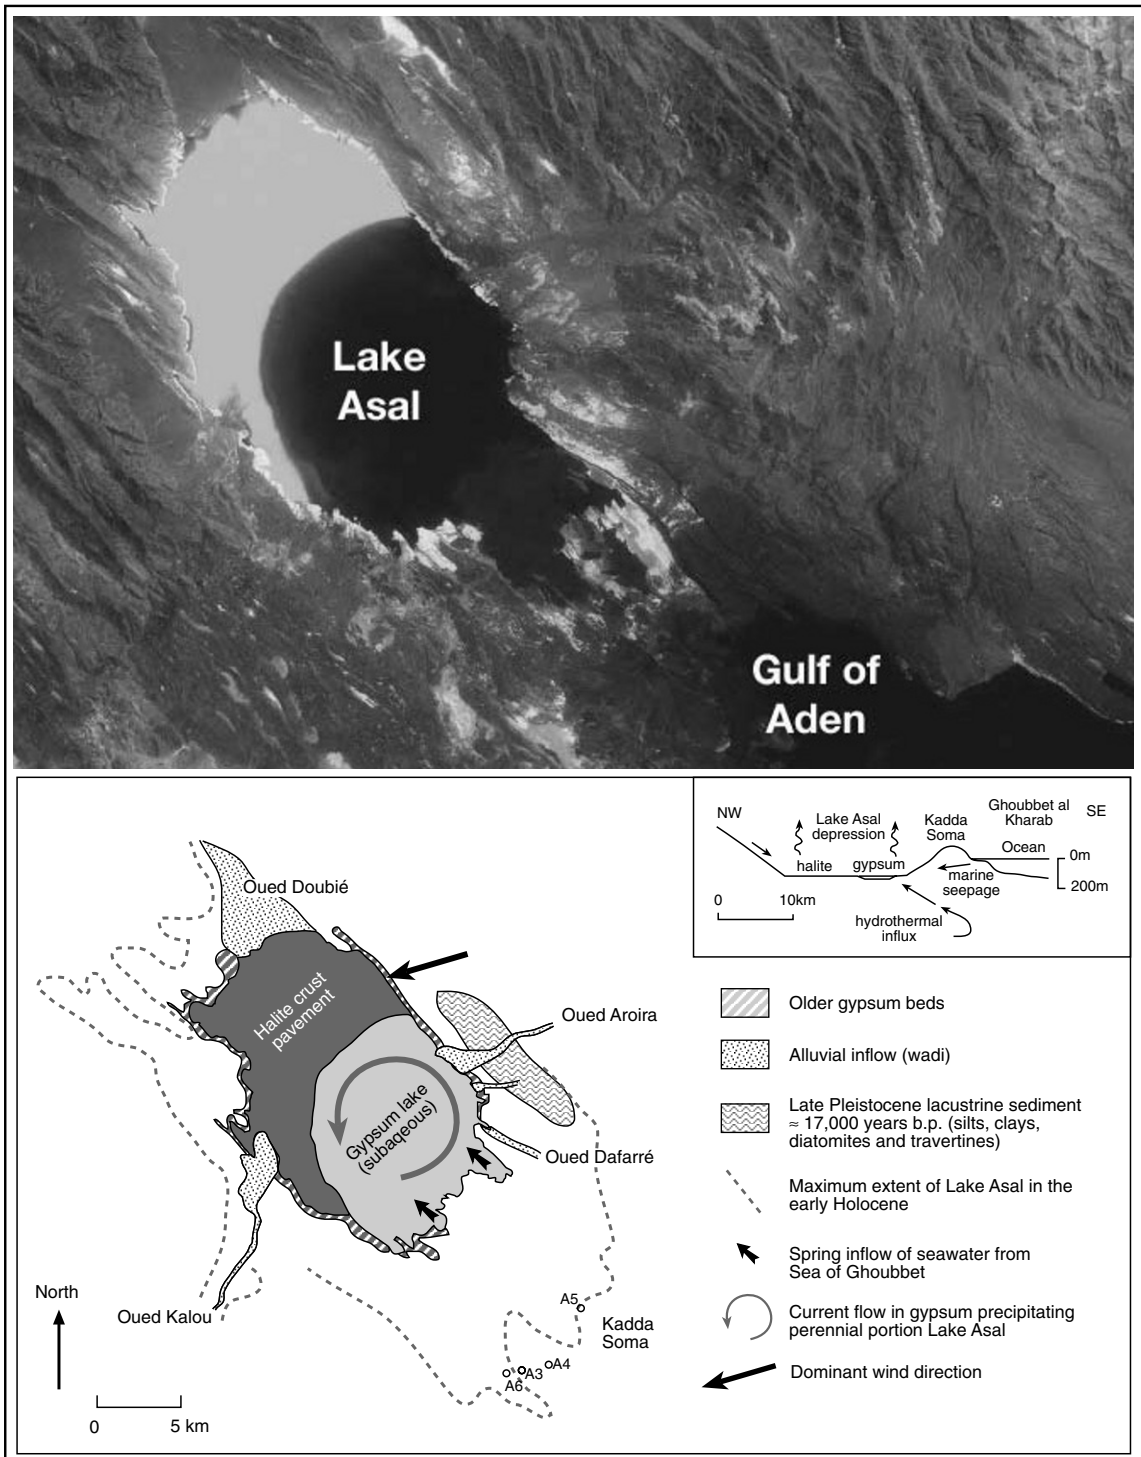 Lake
Asal
Gulf of
Aden
NW
Lake Asal
depression
Kadda
Soma
Ghoubbet al
Kharab
SE
Ocean
0m
halite
gypsum
marine
seepage
200m
0
10km
hydrothermal
influx
Oued Doubié
Halite crust
pavement
Oued Aroira
Gypsum lake
(subaqeous)
Oued Dafarré
North
Oued Kalou
A5
Kadda
Soma
A4
A3
A6
0
5 km
Older gypsum beds
Alluvial inflow (wadi)
Late Pleistocene lacustrine sediment
≈ 17,000 years b.p. (silts, clays,
diatomites and travertines)
Maximum extent of Lake Asal in the
early Holocene
Spring inflow of seawater from
Sea of Ghoubbet
Current flow in gypsum precipitating
perennial portion Lake Asal
Dominant wind direction